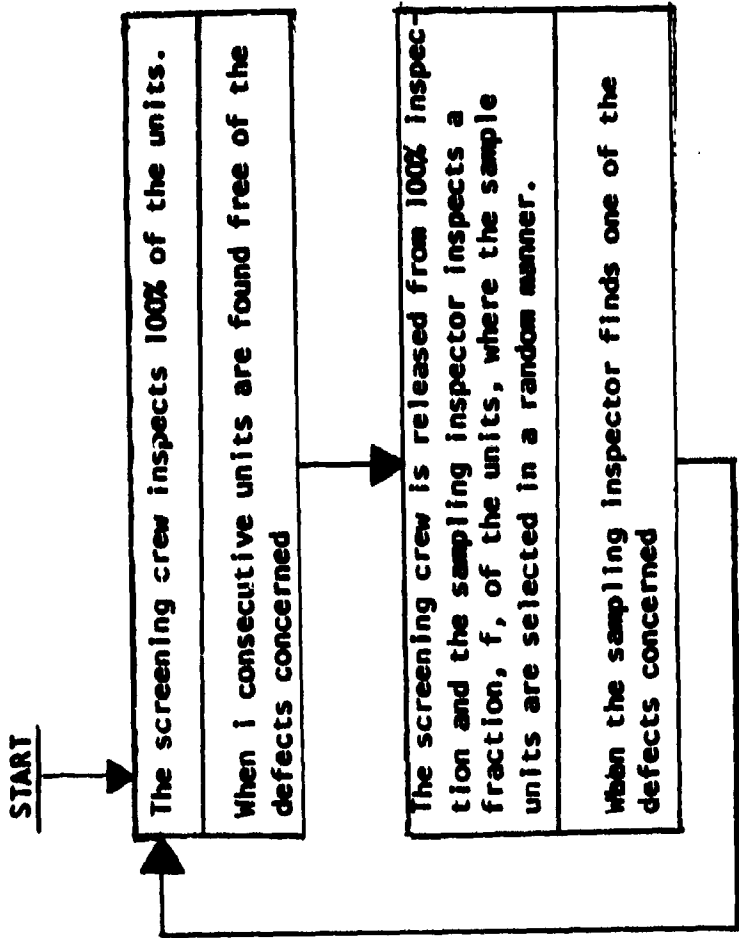 START
The screening crew inspects 100% of the units.
When i consecutive units are found free of the
defects concerned
The screening crew is released from 100% inspec-
tion and the sampling inspector inspects a
fraction, f, of the units, where the sample
units are selected in a random manner.
When the sampling inspector finds one of the
defects concerned